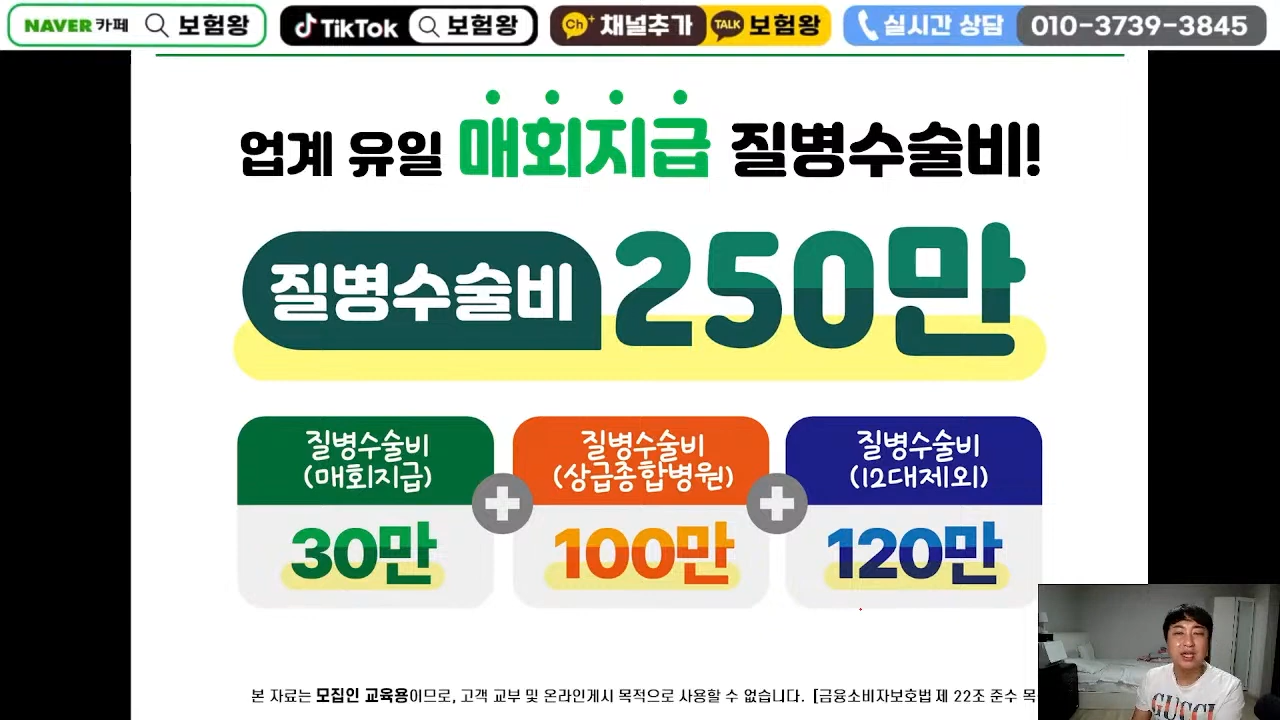 NAVER 카페 보험왕 TikTok 보험왕 Ch+ 채널추가 TALK 보험왕 실시간 상담 010-3739-3845
업계 유일 매회지급 질병수술비!
질병수술비 250만
질병수술비
(매회지급)
30만
질병수술비
(상급종합병원)
100만
질병수술비
(12대제외)
120만
본 자료는 모집인 교육용이므로, 고객 교부 및 온라인게시 목적으로 사용할 수 없습니다. [금융소비자보호법 제 22조 준수 목
GUCCI